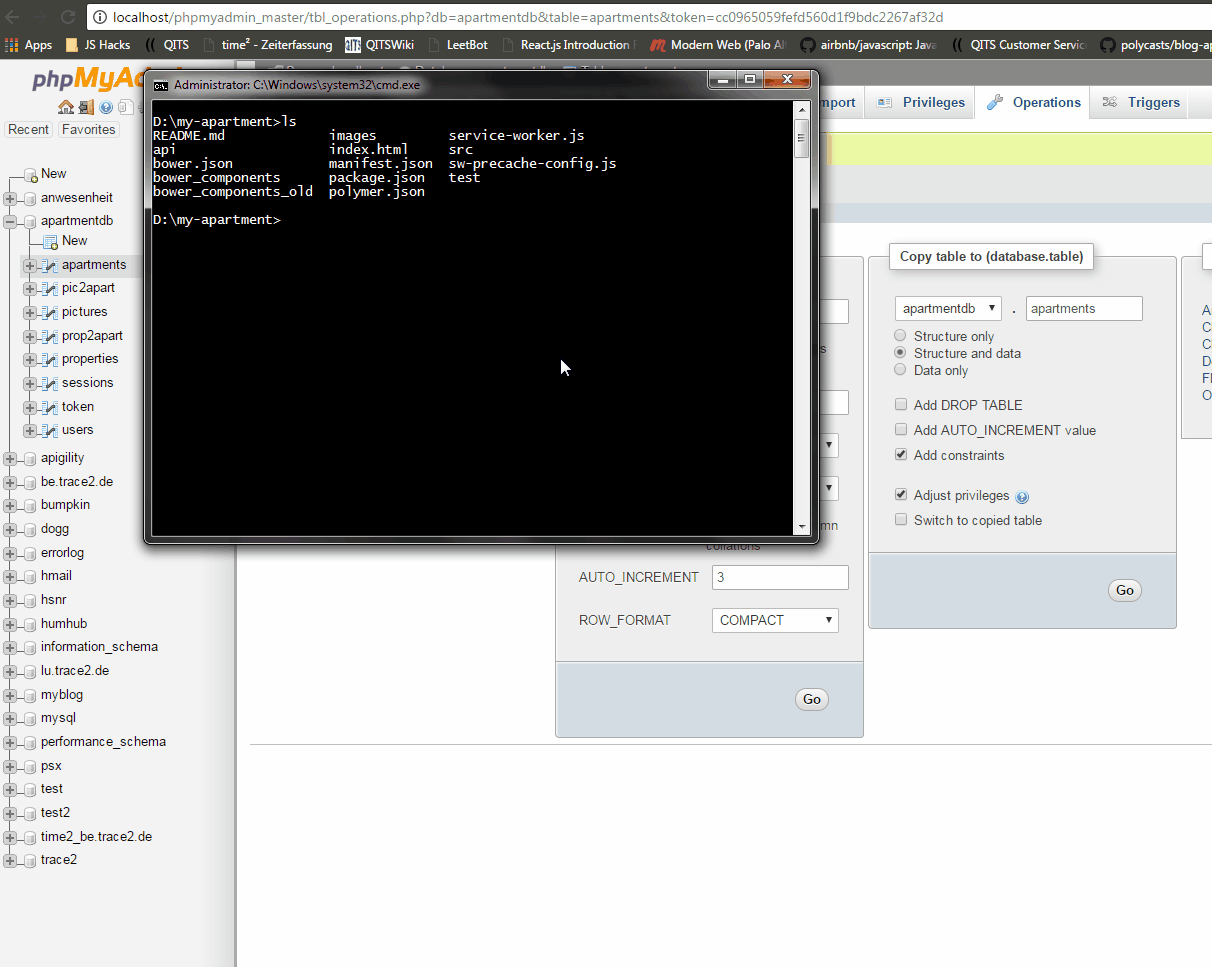 localhost/phpmyadmin_master/tbl_operations.php?db=apartmentdb&table=apartments&token=cc0965059fefd560d1f9bdc2267af32d
Apps JS Hacks QITS time² - Zeiterfassung QITSWiki LeetBot React.js Introduction Modern Web (Palo Al airbnb/javascript: Java QITS Customer Servic polycasts/blog-a
phpMyAd
Recent Favorites
New
anwesenheit
apartmentdb
New
apartments
pic2apart
pictures
prop2apart
properties
sessions
token
users
apigility
be.trace2.de
bumpkin
dogg
errorlog
hmail
hsnr
humhub
information_schema
lu.trace2.de
myblog
mysql
performance_schema
psx
test
test2
time2_be.trace2.de
trace2
Administrator: C:\Windows\system32\cmd.exe
D:\my-apartment>ls
README.md images service-worker.js
api index.html src
bower.json manifest.json sw-precache-config.js
bower_components package.json test
bower_components_old polymer.json
D:\my-apartment>
mport Privileges Operations Triggers
s
mn
collations
AUTO_INCREMENT 3
ROW_FORMAT COMPACT
Go
Copy table to (database.table)
apartmentdb . apartments
Structure only
Structure and data
Data only
Add DROP TABLE
Add AUTO_INCREMENT value
Add constraints
Adjust privileges
Switch to copied table
Go
A
C
C
D
F
O